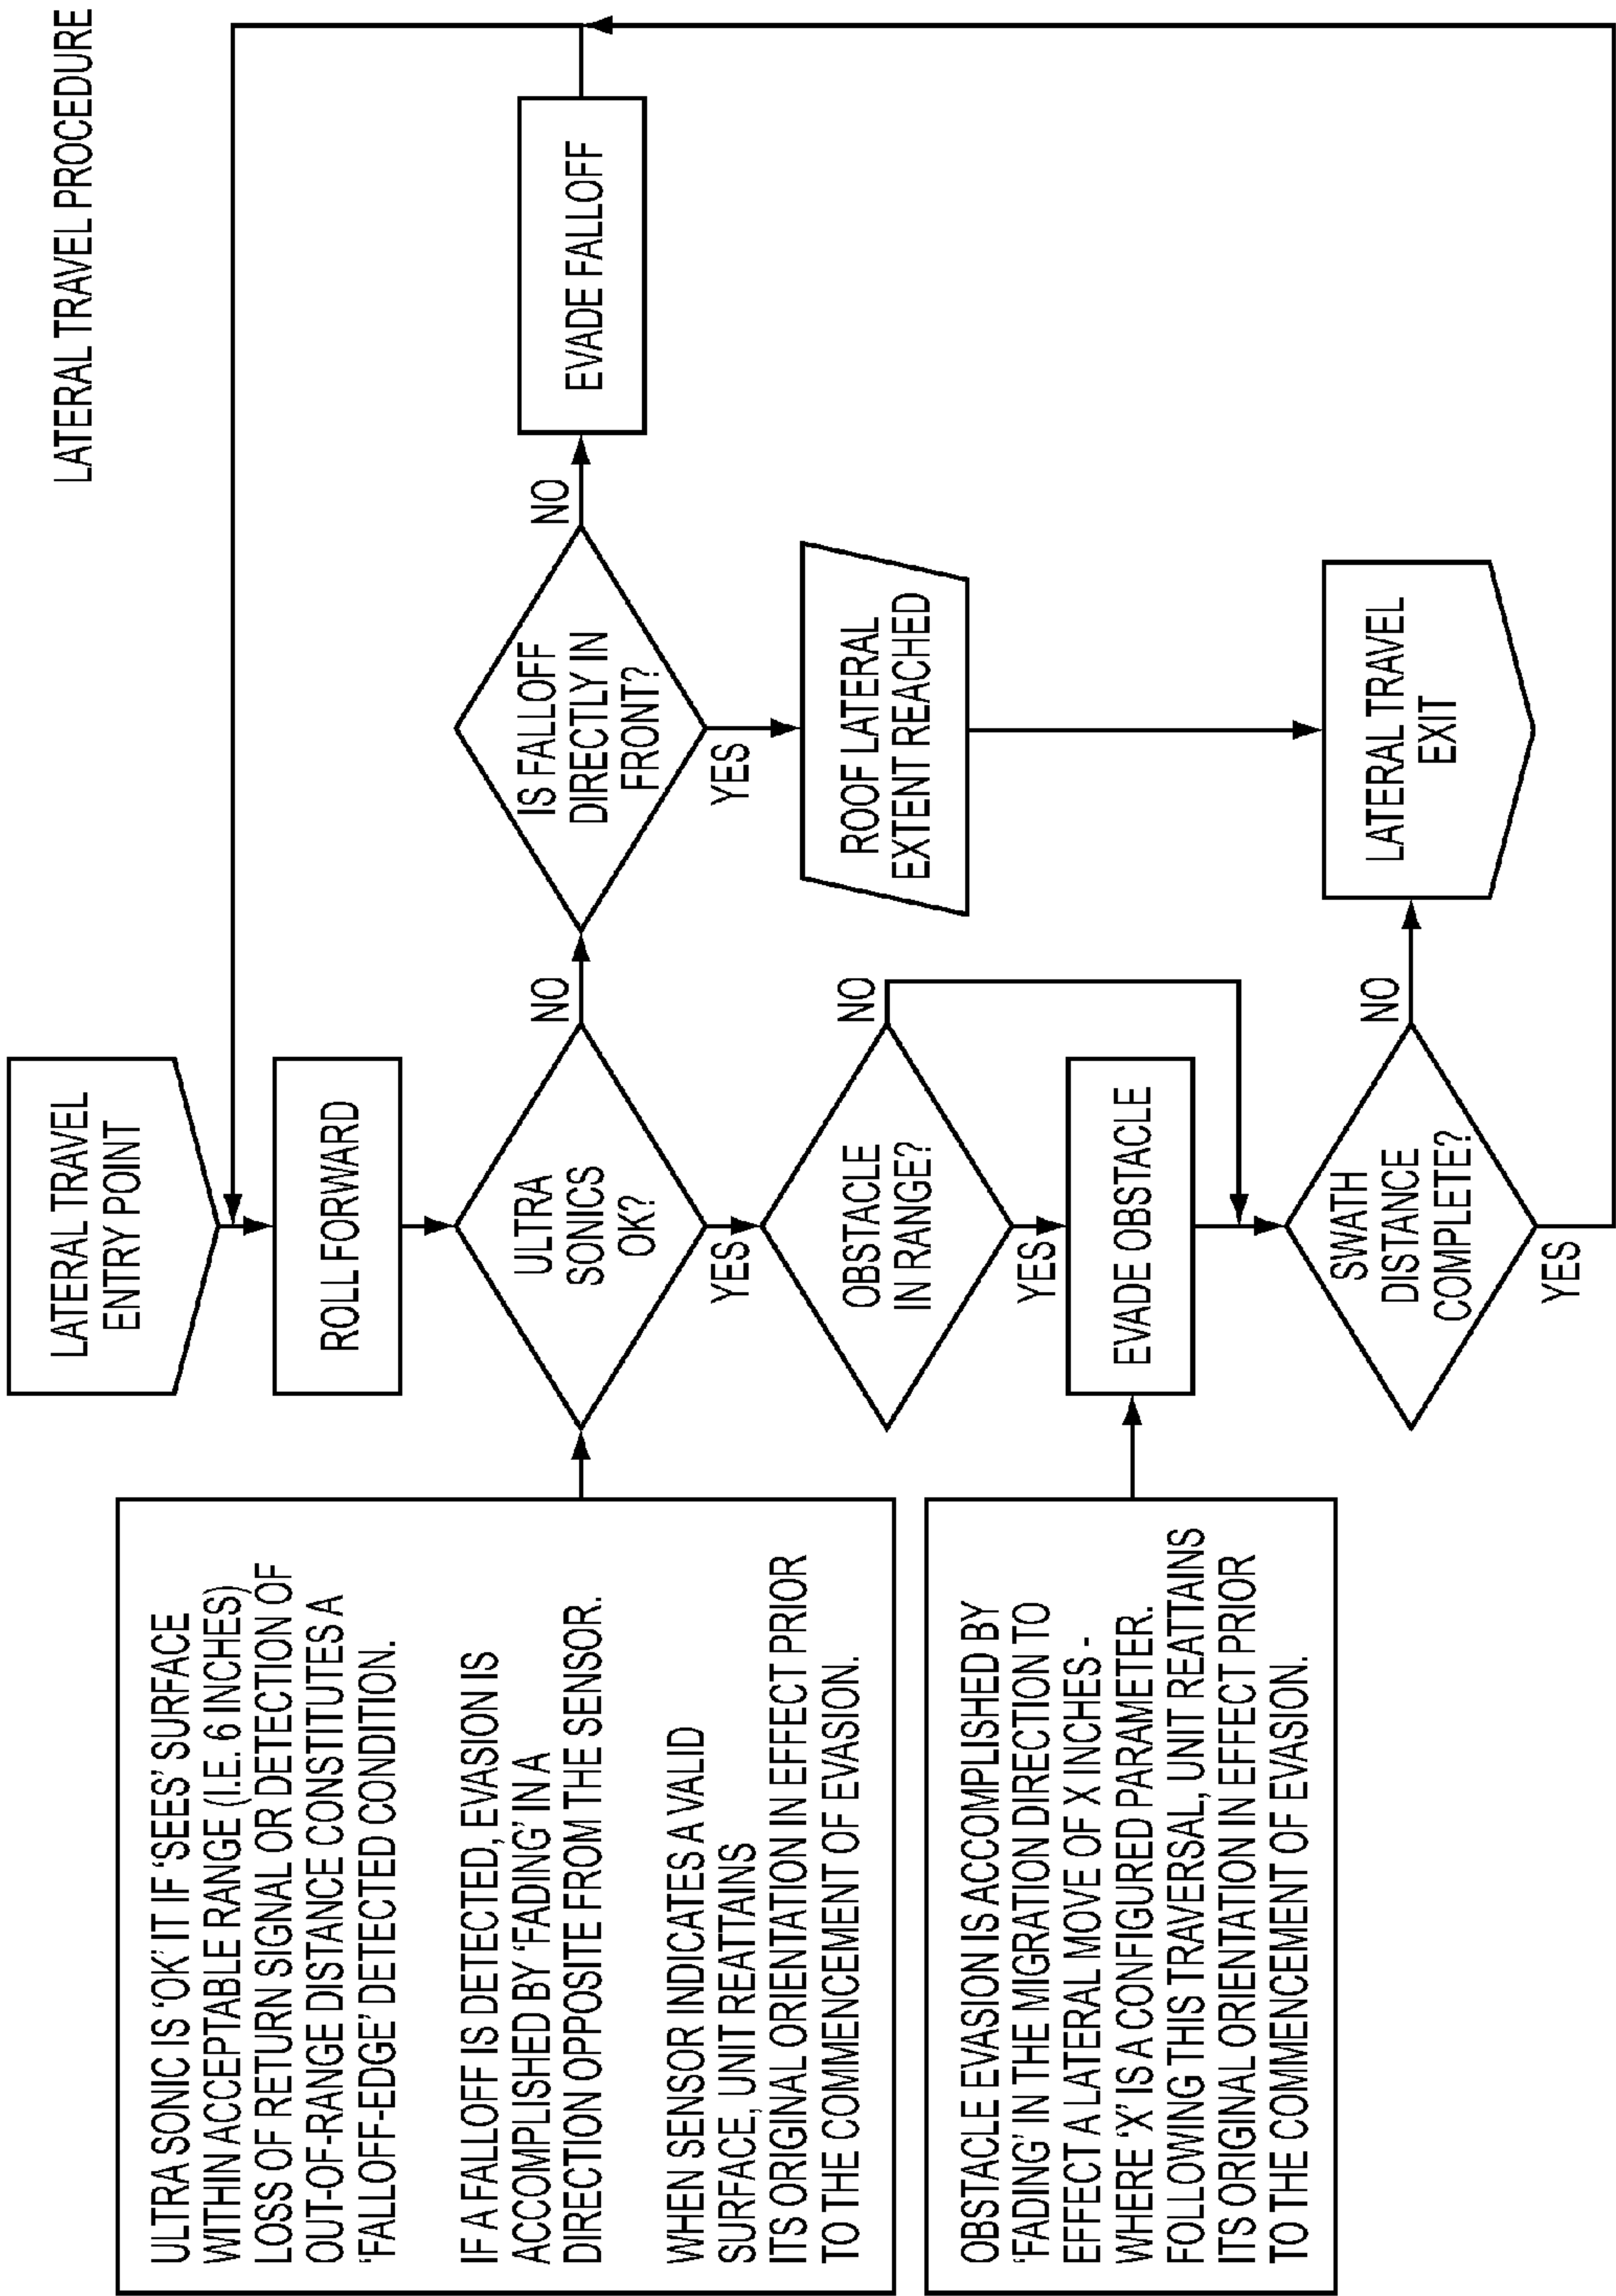 LATERAL TRAVEL PROCEDURE
LATERAL TRAVEL
ENTRY POINT
ROLL FORWARD
ULTRA SONIC IS 'OK' IT IF 'SEES' SURFACE
WITHIN ACCEPTABLE RANGE (I.E. 6 INCHES)
LOSS OF RETURN SIGNAL OR DETECTION OF
OUT-OF-RANGE DISTANCE CONSTITUTES A
'FALLOFF-EDGE' DETECTED CONDITION.
IF A FALLOFF IS DETECTED, EVASION IS
ACCOMPLISHED BY 'FADING' IN A
DIRECTION OPPOSITE FROM THE SENSOR.
WHEN SENSOR INDICATES A VALID
SURFACE, UNIT REATTAINS
ITS ORIGINAL ORIENTATION IN EFFECT PRIOR
TO THE COMMENCEMENT OF EVASION.
ULTRA
SONICS
OK?
NO
YES
IS FALLOFF
DIRECTLY IN
FRONT?
NO
YES
EVADE FALLOFF
ROOF LATERAL
EXTENT REACHED
OBSTACLE
IN RANGE?
NO
YES
OBSTACLE EVASION IS ACCOMPLISHED BY
'FADING' IN THE MIGRATION DIRECTION TO
EFFECT A LATERAL MOVE OF X INCHES -
WHERE 'X' IS A CONFIGURED PARAMETER.
FOLLOWING THIS TRAVERSAL, UNIT REATTAINS
ITS ORIGINAL ORIENTATION IN EFFECT PRIOR
TO THE COMMENCEMENT OF EVASION.
EVADE OBSTACLE
SWATH
DISTANCE
COMPLETE?
NO
YES
LATERAL TRAVEL
EXIT